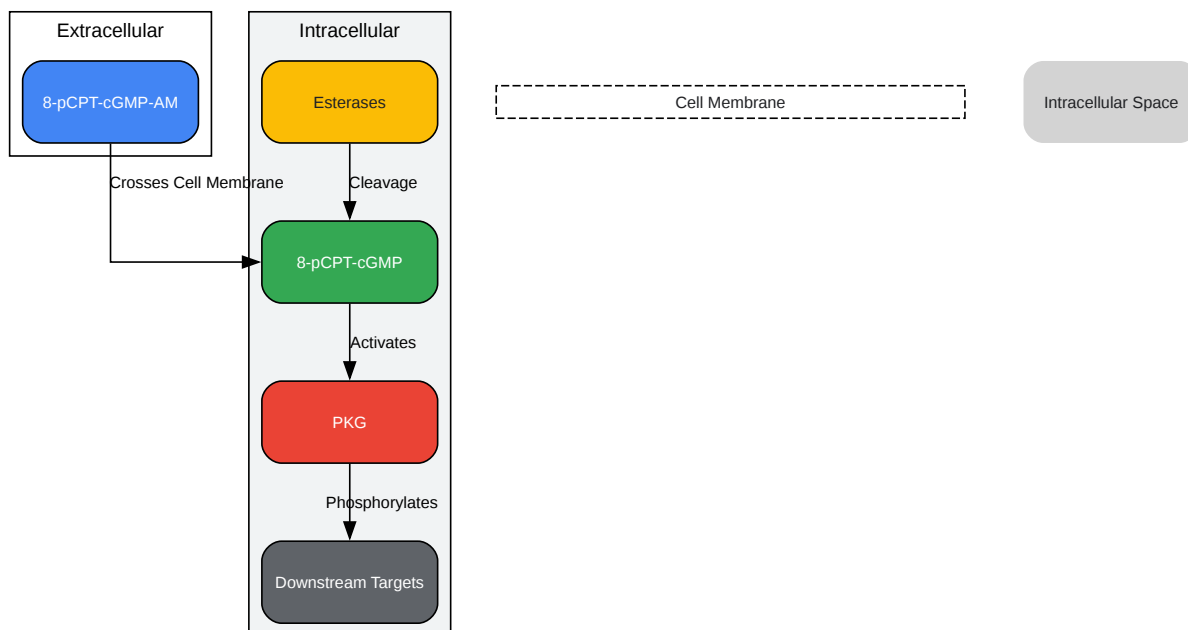 Extracellular
Intracellular
8-pCPT-cGMP-AM
Esterases
Cell Membrane
Intracellular Space
Crosses Cell Membrane
Cleavage
8-pCPT-cGMP
Activates
PKG
Phosphorylates
Downstream Targets